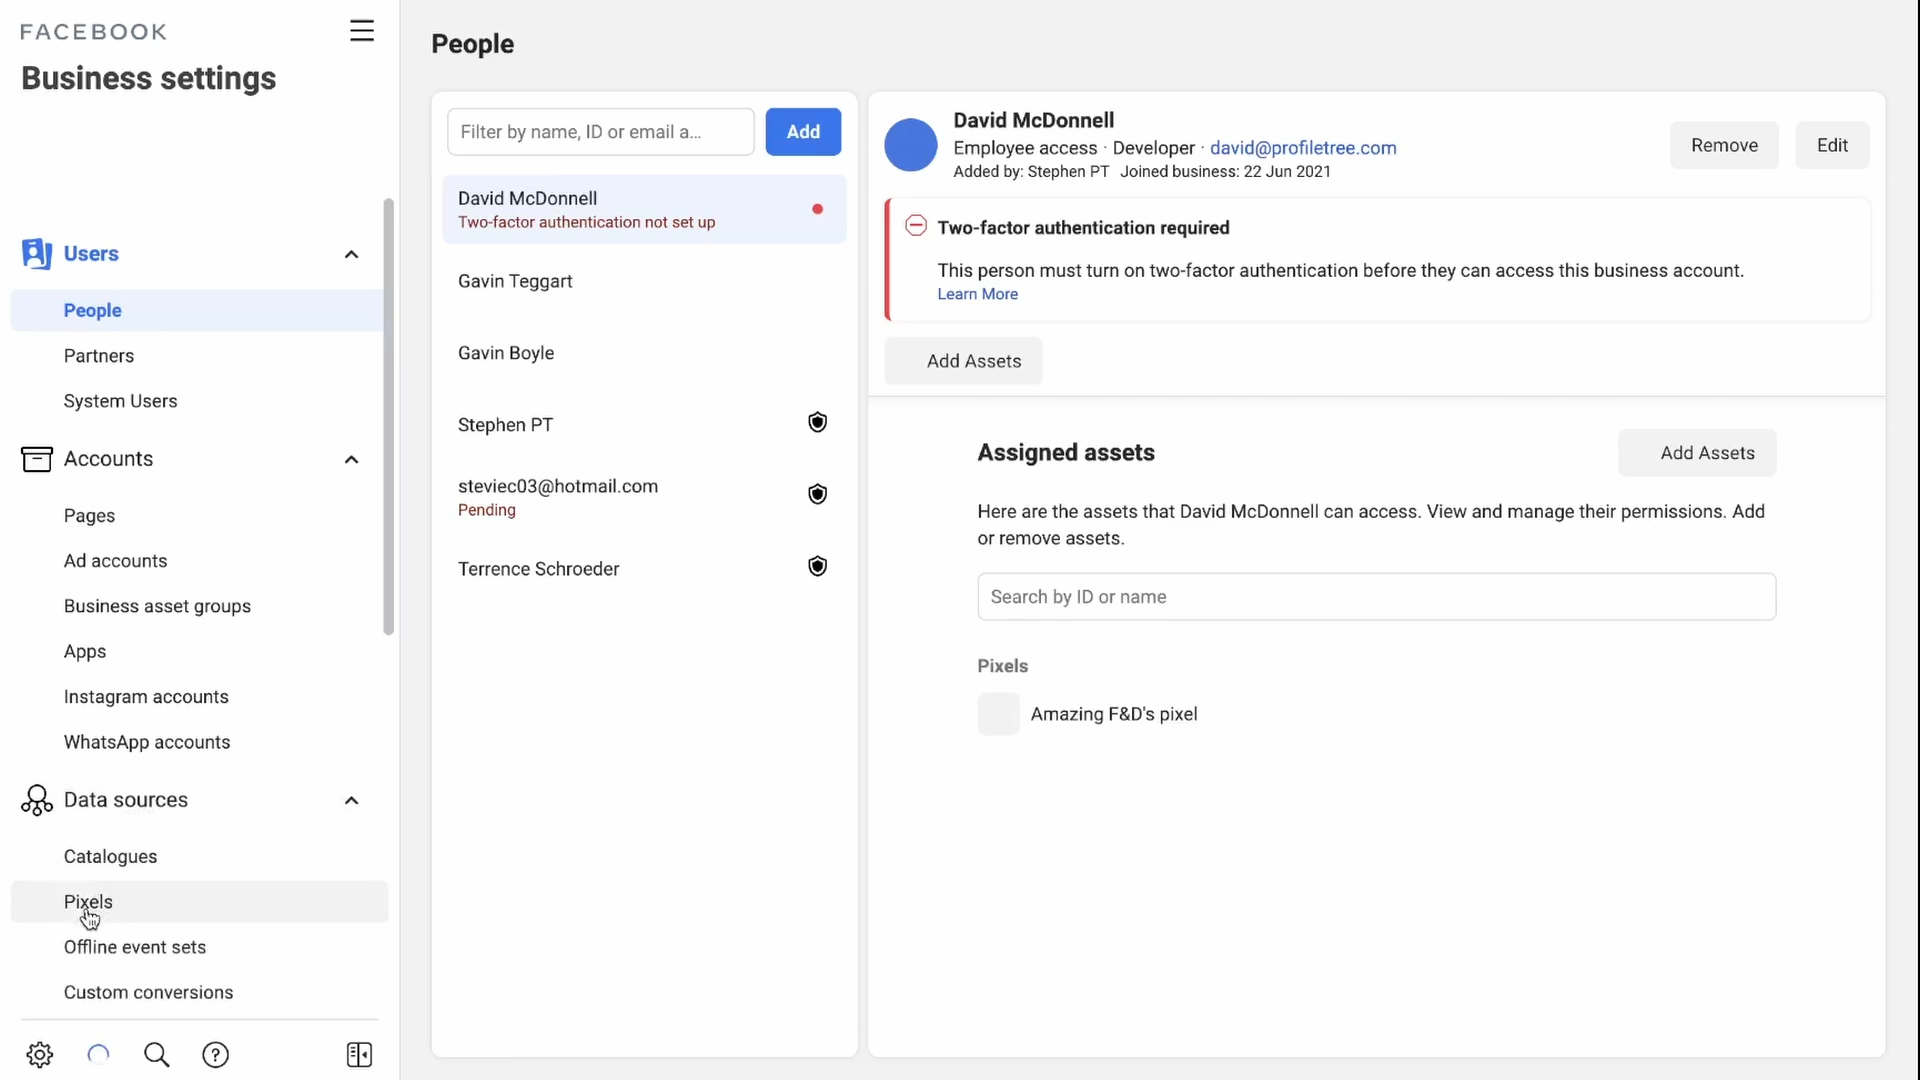 FACEBOOK
Business settings
Users
People
Partners
System Users
Accounts
Pages
Ad accounts
Business asset groups
Apps
Instagram accounts
WhatsApp accounts
Data sources
Catalogues
Pixels
Offline event sets
Custom conversions
People
Filter by name, ID or email a...
Add
David McDonnell
Two-factor authentication not set up
Gavin Teggart
Gavin Boyle
Stephen PT
steviec03@hotmail.com
Pending
Terrence Schroeder
David McDonnell
Employee access · Developer · david@profiletree.com
Added by: Stephen PT Joined business: 22 Jun 2021
Remove
Edit
Two-factor authentication required
This person must turn on two-factor authentication before they can access this business account.
Learn More
Add Assets
Assigned assets
Add Assets
Here are the assets that David McDonnell can access. View and manage their permissions. Add
or remove assets.
Search by ID or name
Pixels
Amazing F&D's pixel